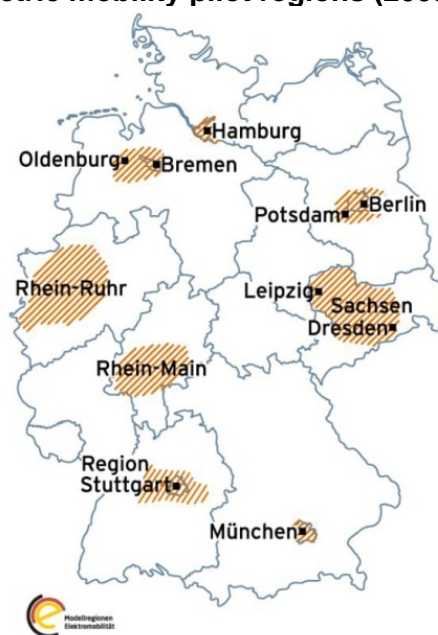 Hamburg
Oldenburg
Bremen
Berlin
Potsdam
Rhein-Ruhr
Leipzig
Sachsen
Dresden
Rhein-Main
Region
Stuttgart
München
Modellregionen
Elektromobilität